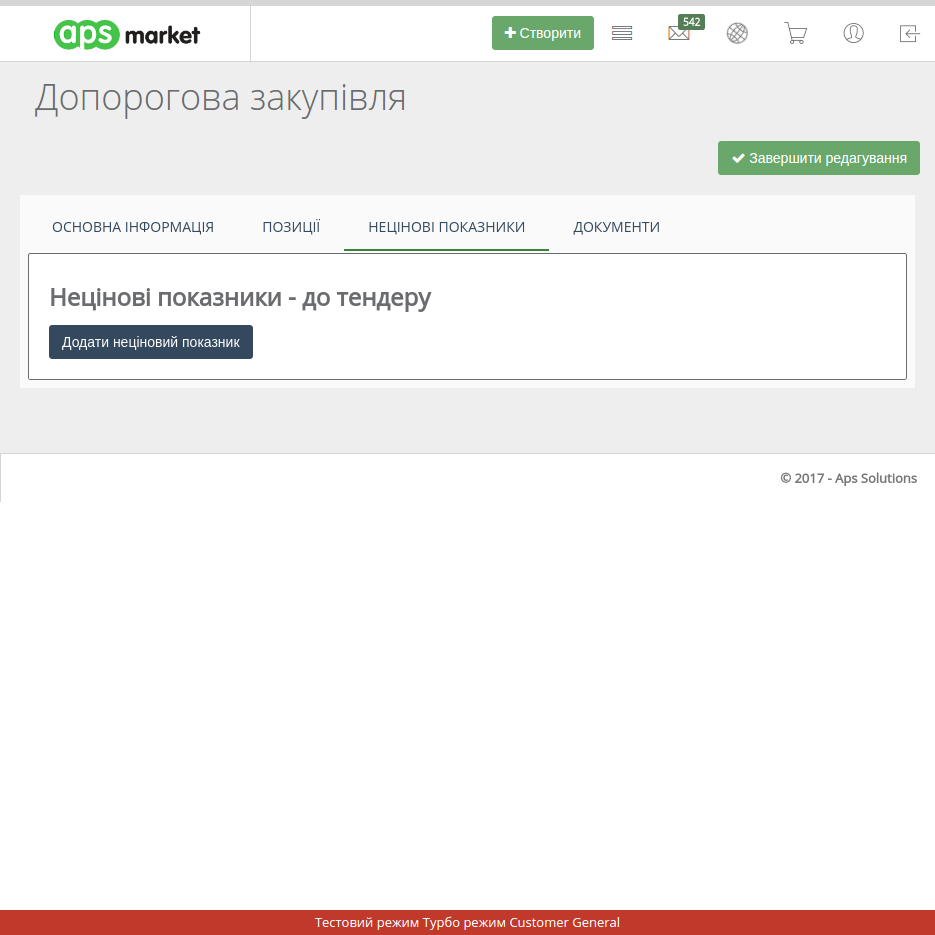 aps market
Створити
542
Допорогова закупівля
Завершити редагування
ОСНОВНА ІНФОРМАЦІЯ
ПОЗИЦІЇ
НЕЦІНОВІ ПОКАЗНИКИ
ДОКУМЕНТИ
Нецінові показники - до тендеру
Додати неціновий показник
© 2017 - Aps Solutions
Тестовий режим Турбо режим Customer General